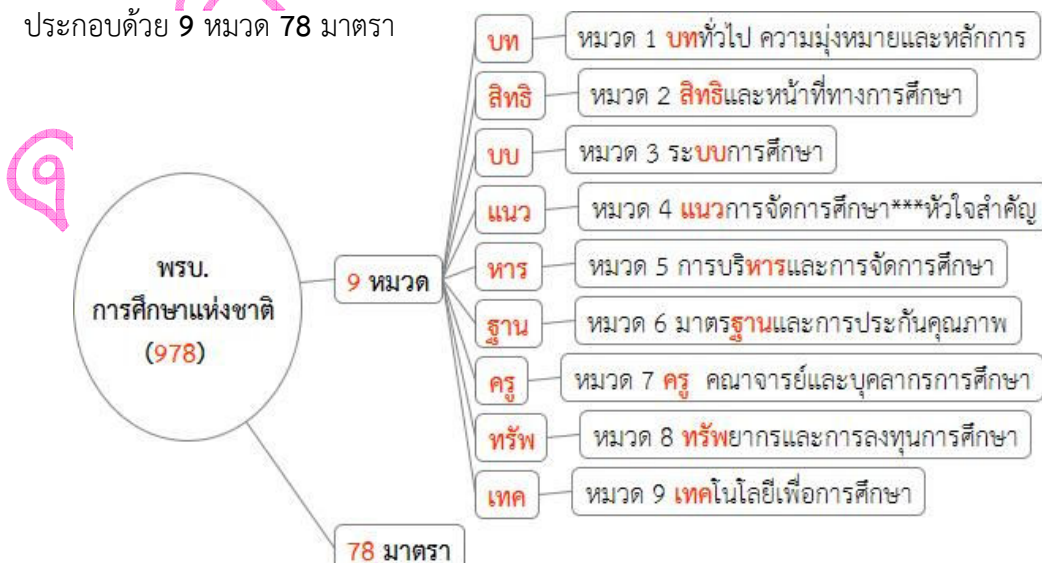 ประกอบด้วย 9 หมวด 78 มาตรา
พรบ.
การศึกษาแห่งชาติ
(978)
9 หมวด
บท
หมวด 1 บททั่วไป ความมุ่งหมายและหลักการ
สิทธิ
หมวด 2 สิทธิและหน้าที่ทางการศึกษา
บบ
หมวด 3 ระบบการศึกษา
แนว
หมวด 4 แนวการจัดการศึกษา***หัวใจสำคัญ
หาร
หมวด 5 การบริหารและการจัดการศึกษา
ฐาน
หมวด 6 มาตรฐานและการประกันคุณภาพ
ครู
หมวด 7 ครู คณาจารย์และบุคลากรการศึกษา
ทรัพ
หมวด 8 ทรัพยากรและการลงทุนการศึกษา
เทค
หมวด 9 เทคโนโลยีเพื่อการศึกษา
78 มาตรา